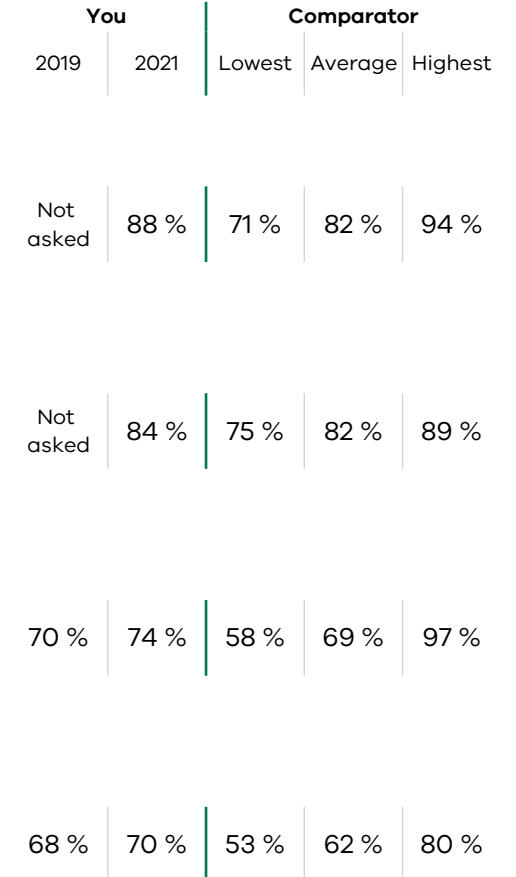 You Comparator
2019 2021 Lowest Average Highest
Not
asked
88 % 71 % 82 % 94 %
Not
asked
84 % 75 % 82 % 89 %
70 % 74 % 58 % 69 % 97 %
68 % 70 % 53 % 62 % 80 %